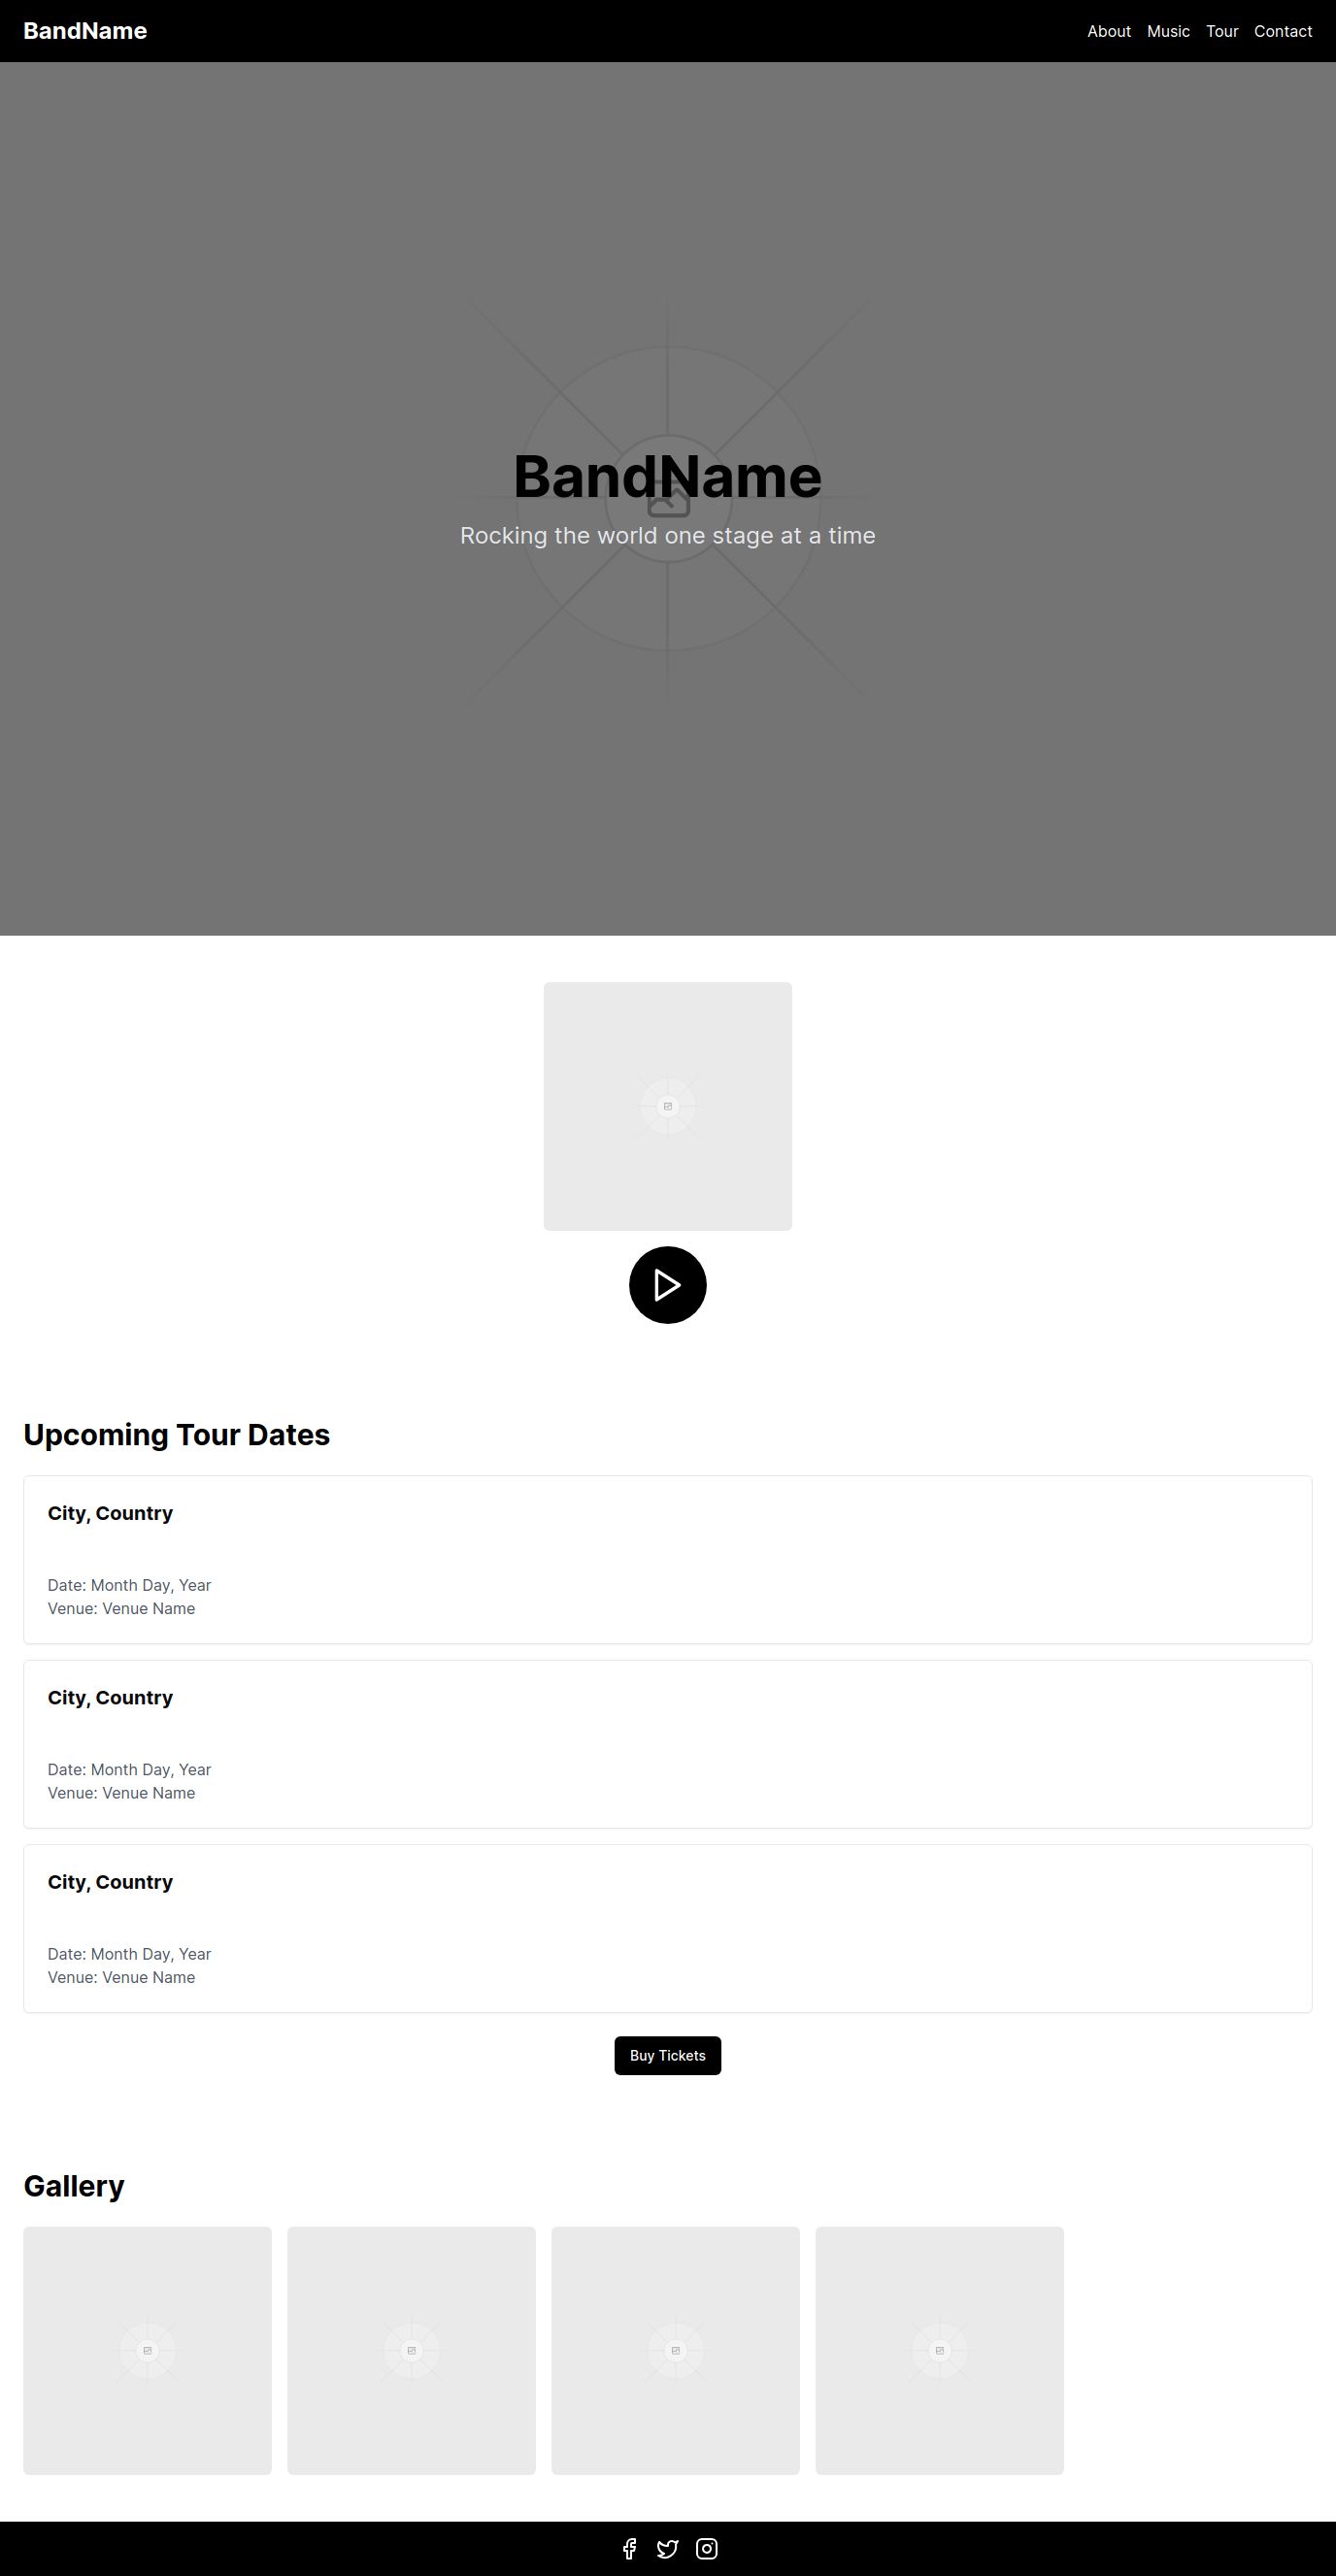 BandName
About Music Tour Contact
BandName
Rocking the world one stage at a time
Upcoming Tour Dates
City, Country
Date: Month Day, Year
Venue: Venue Name
City, Country
Date: Month Day, Year
Venue: Venue Name
City, Country
Date: Month Day, Year
Venue: Venue Name
Buy Tickets
Gallery